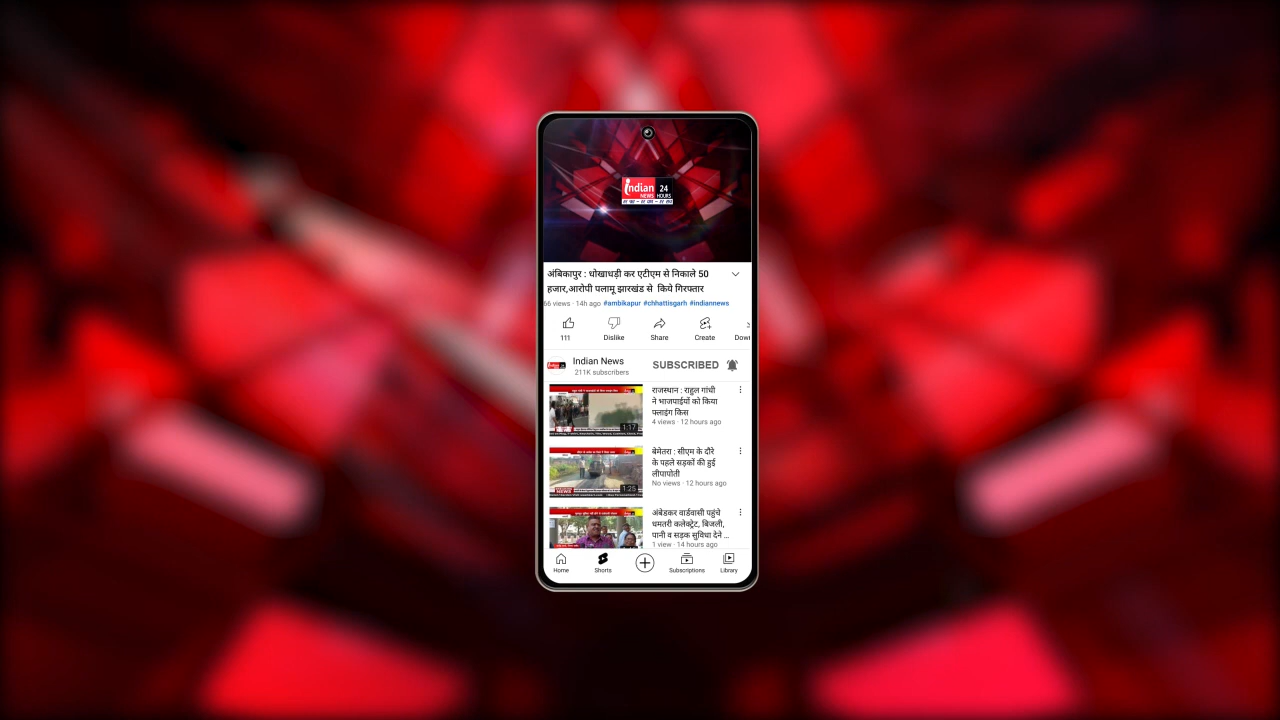 indian
NEWS
24
HOURS
अंबिकापुर : धोखाधड़ी कर एटीएम से निकाले 50
हजार,आरोपी पलामू झारखंड से किये गिरफ्तार
66 views · 14h ago #ambikapur #chhattisgarh #indiannews
111 Dislike Share Create Down
Indian News
211K subscribers
SUBSCRIBED
राजस्थान : राहुल गांधी
ने भाजपाईयों को किया
फ्लाइंग किस
4 views · 12 hours ago
1:17
बेमेतरा : सीएम के दौरे
के पहले सड़कों की हुई
लीपापोती
No views · 12 hours ago
1:25
अंबेडकर वार्डवासी पहुंचे
धमतरी कलेक्ट्रेट, बिजली,
पानी व सड़क सुविधा देने ...
1 view · 14 hours ago
Home Shorts Subscriptions Library